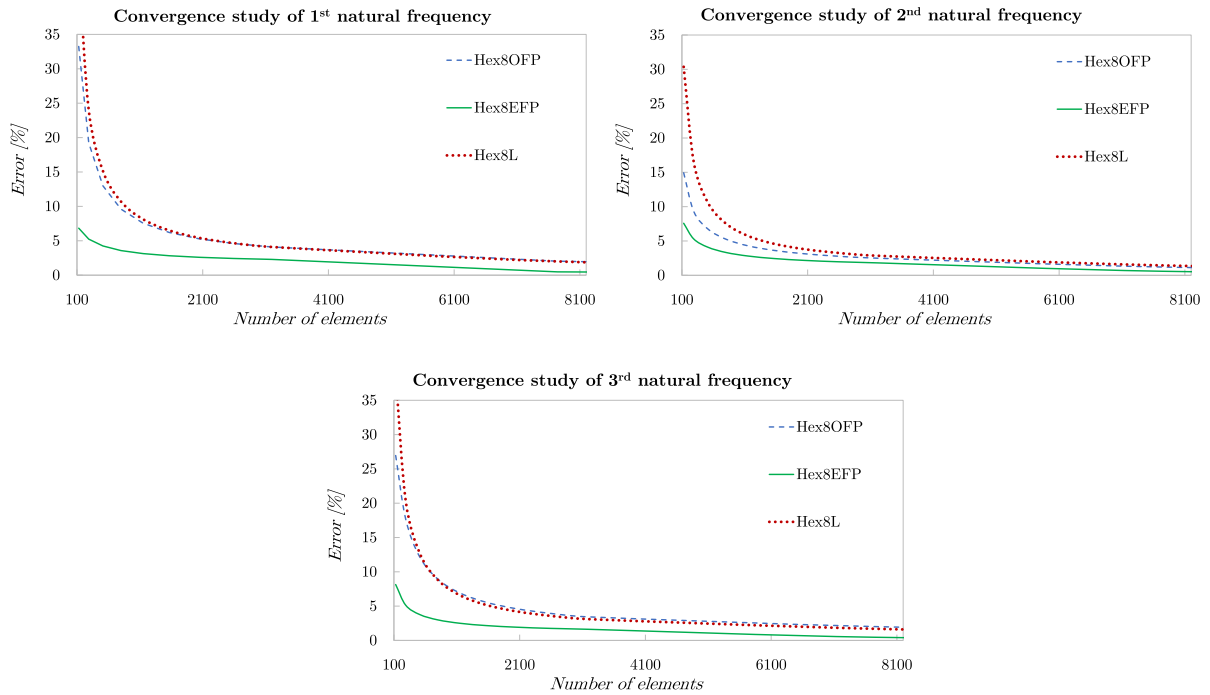 Convergence study of 1st natural frequency
35
30
25
20
15
10
5
0
Error [%]
Hex8OFP
Hex8EFP
Hex8L
100 2100 4100 6100 8100
Number of elements
Convergence study of 2nd natural frequency
35
30
25
20
15
10
5
0
Error [%]
Hex8OFP
Hex8EFP
Hex8L
100 2100 4100 6100 8100
Number of elements
Convergence study of 3rd natural frequency
35
30
25
20
15
10
5
0
Error [%]
Hex8OFP
Hex8EFP
Hex8L
100 2100 4100 6100 8100
Number of elements